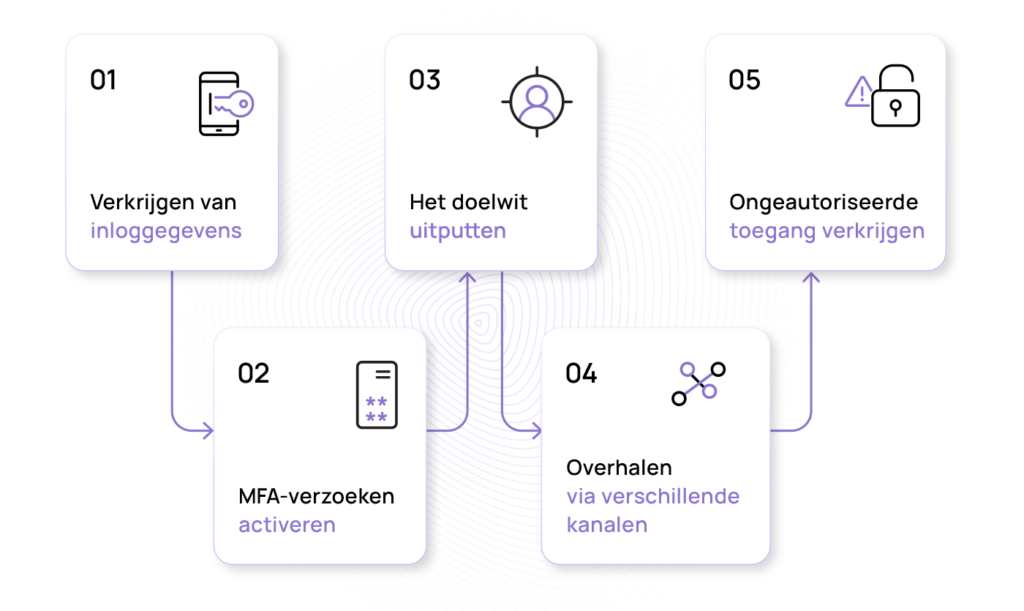 01
Verkrijgen van
inloggegevens
02
**
**
MFA-verzoeken
activeren
03
Het doelwit
uitputten
04
Overhalen
via verschillende
kanalen
05
!
Ongeautoriseerde
toegang verkrijgen